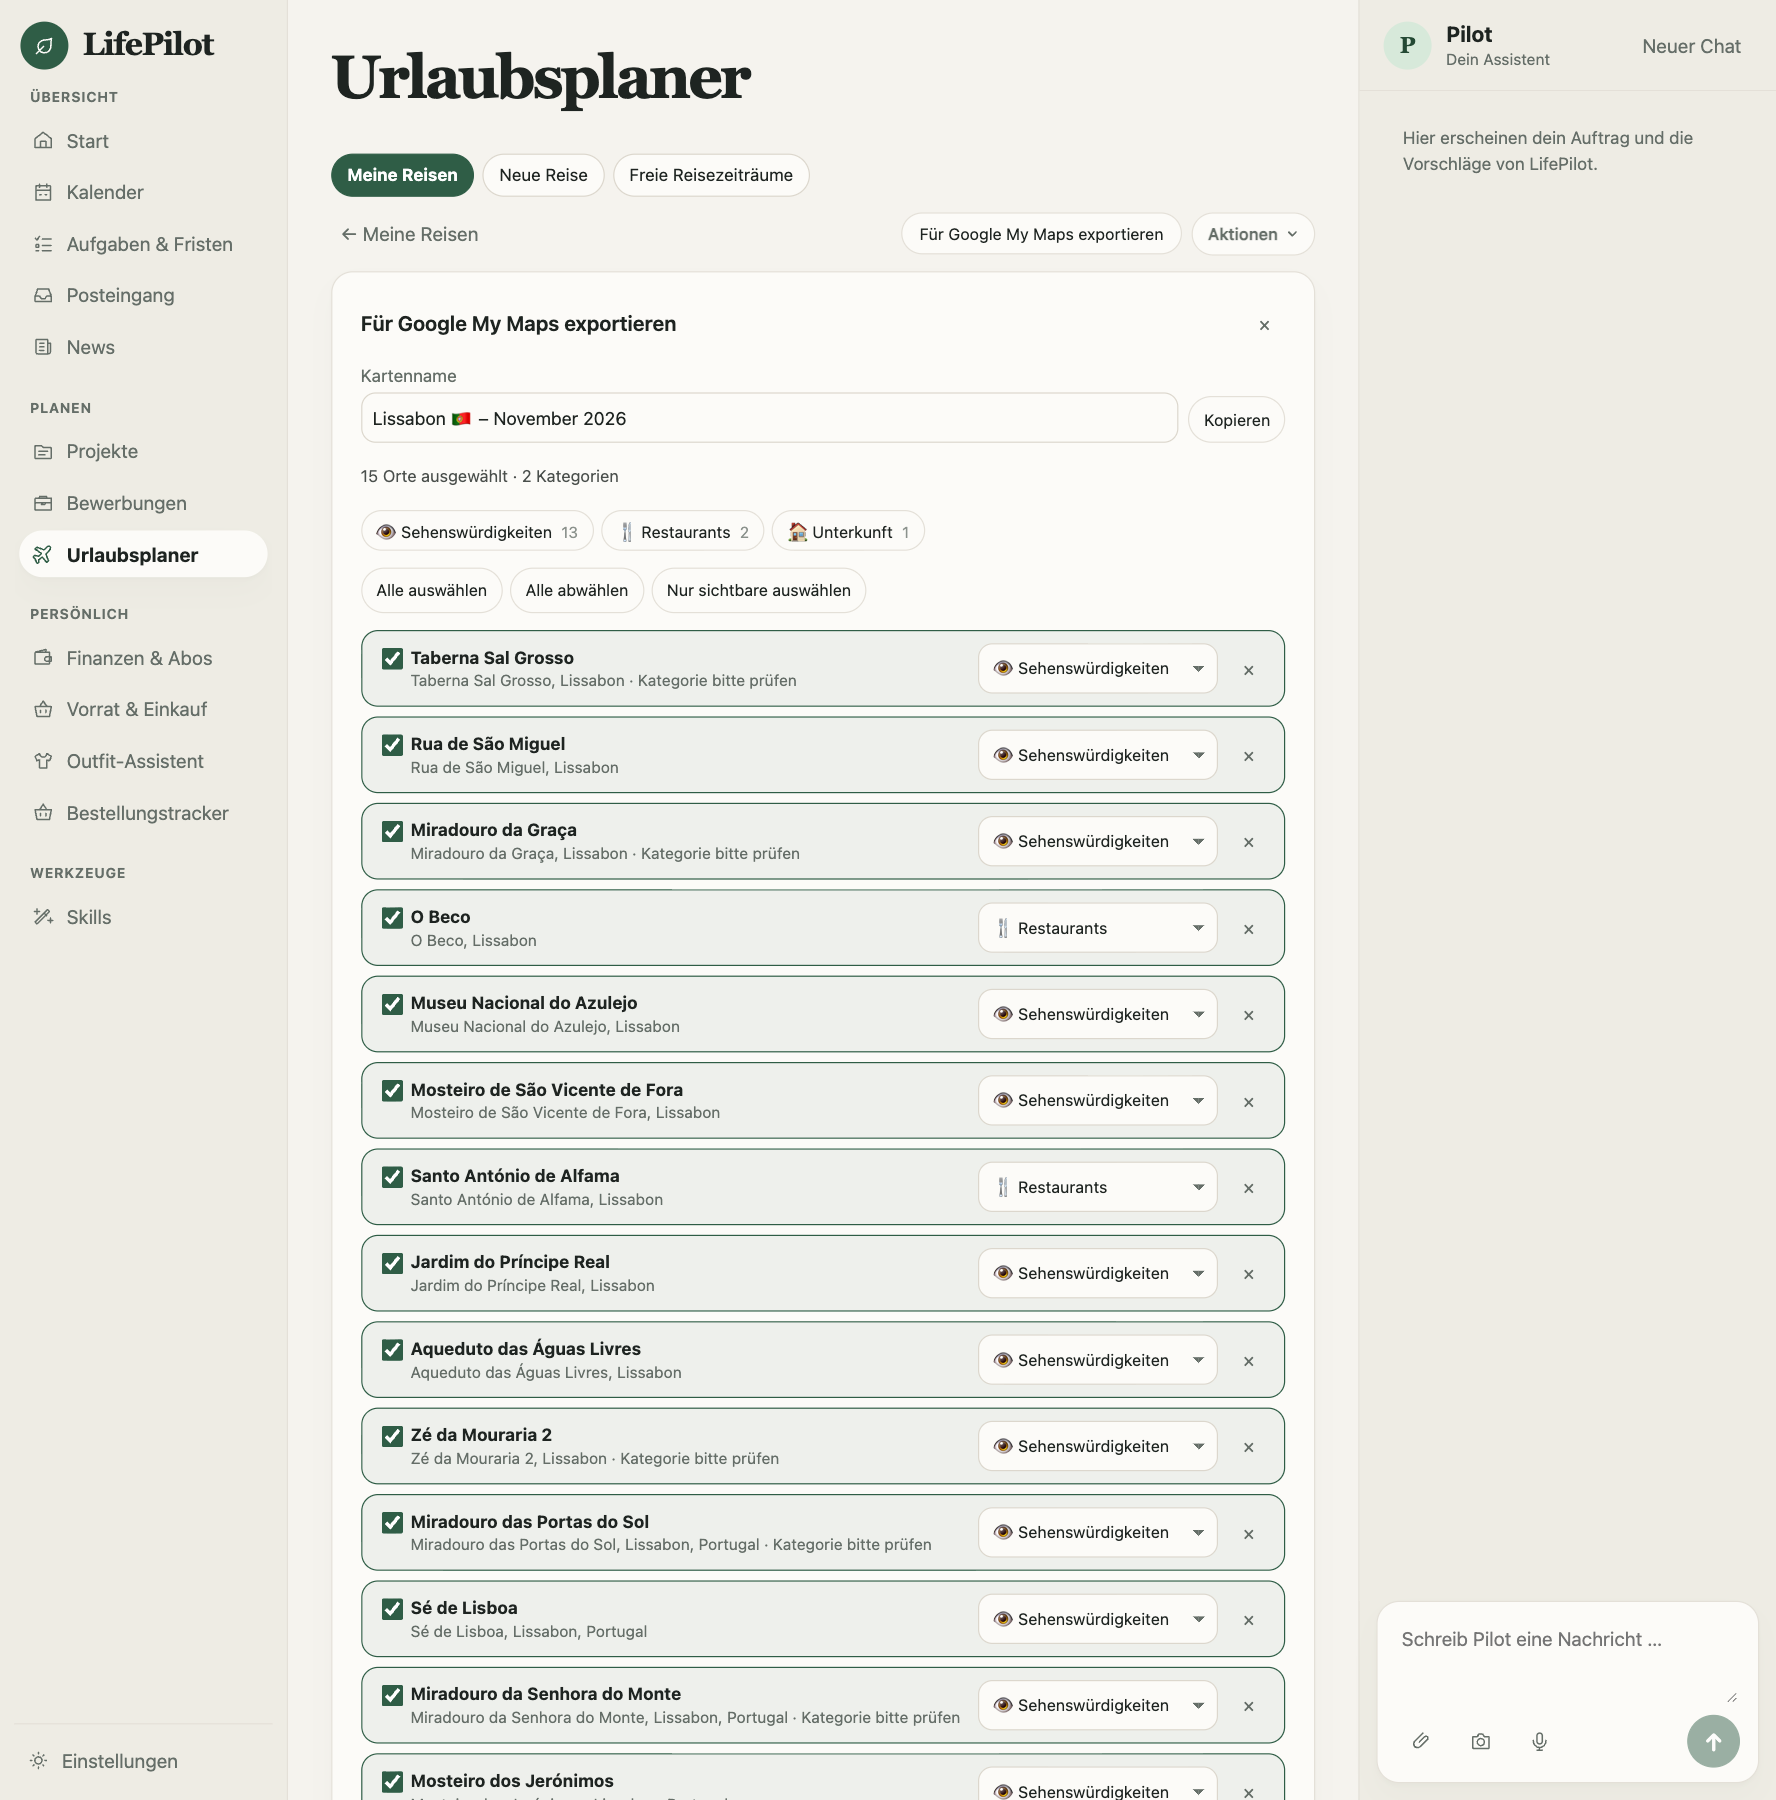 LifePilot
ÜBERSICHT
Start
Kalender
Aufgaben & Fristen
Posteingang
News
PLANEN
Projekte
Bewerbungen
Urlaubsplaner
PERSÖNLICH
Finanzen & Abos
Vorrat & Einkauf
Outfit-Assistent
Bestellungstracker
WERKZEUGE
Skills
Einstellungen
Urlaubsplaner
Meine Reisen
Neue Reise
Freie Reisezeiträume
← Meine Reisen
Für Google My Maps exportieren
Aktionen
Für Google My Maps exportieren
×
Kartenname
Lissabon 🇵🇹 – November 2026
Kopieren
15 Orte ausgewählt · 2 Kategorien
👁️ Sehenswürdigkeiten 13
🍴 Restaurants 2
🏠 Unterkunft 1
Alle auswählen
Alle abwählen
Nur sichtbare auswählen
Taberna Sal Grosso
Taberna Sal Grosso, Lissabon · Kategorie bitte prüfen
👁️ Sehenswürdigkeiten
×
Rua de São Miguel
Rua de São Miguel, Lissabon
👁️ Sehenswürdigkeiten
×
Miradouro da Graça
Miradouro da Graça, Lissabon · Kategorie bitte prüfen
👁️ Sehenswürdigkeiten
×
O Beco
O Beco, Lissabon
🍴 Restaurants
×
Museu Nacional do Azulejo
Museu Nacional do Azulejo, Lissabon
👁️ Sehenswürdigkeiten
×
Mosteiro de São Vicente de Fora
Mosteiro de São Vicente de Fora, Lissabon
👁️ Sehenswürdigkeiten
×
Santo António de Alfama
Santo António de Alfama, Lissabon
🍴 Restaurants
×
Jardim do Príncipe Real
Jardim do Príncipe Real, Lissabon
👁️ Sehenswürdigkeiten
×
Aqueduto das Águas Livres
Aqueduto das Águas Livres, Lissabon
👁️ Sehenswürdigkeiten
×
Zé da Mouraria 2
Zé da Mouraria 2, Lissabon · Kategorie bitte prüfen
👁️ Sehenswürdigkeiten
×
Miradouro das Portas do Sol
Miradouro das Portas do Sol, Lissabon, Portugal · Kategorie bitte prüfen
👁️ Sehenswürdigkeiten
×
Sé de Lisboa
Sé de Lisboa, Lissabon, Portugal
👁️ Sehenswürdigkeiten
×
Miradouro da Senhora do Monte
Miradouro da Senhora do Monte, Lissabon, Portugal · Kategorie bitte prüfen
👁️ Sehenswürdigkeiten
×
Mosteiro dos Jerónimos
👁️ Sehenswürdigkeiten
×
P
Pilot
Dein Assistent
Neuer Chat
Hier erscheinen dein Auftrag und die
Vorschläge von LifePilot.
Schreib Pilot eine Nachricht ...